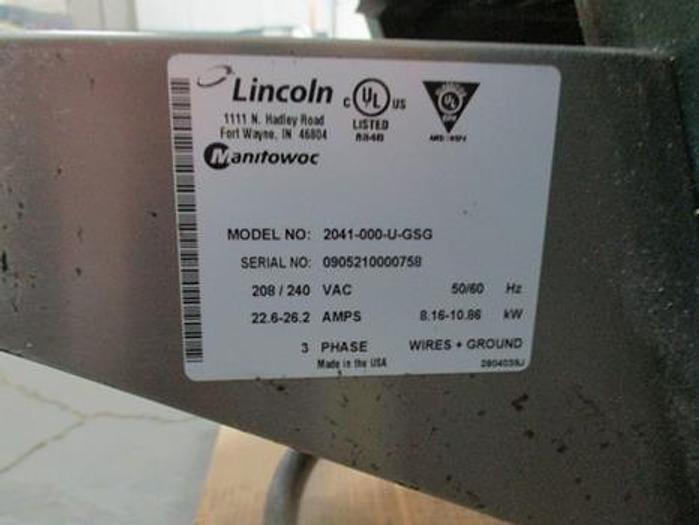 Lincoln
1111 N. Hadley Road
Fort Wayne, IN 46804
Manitowoc
C UL US
LISTED
884B
UL
MODEL NO: 2041-000-U-GSG
SERIAL NO: 0905210000758
208 / 240 VAC 50/60 Hz
22.6-26.2 AMPS 8.16-10.86 kW
3 PHASE WIRES + GROUND
Made in the USA